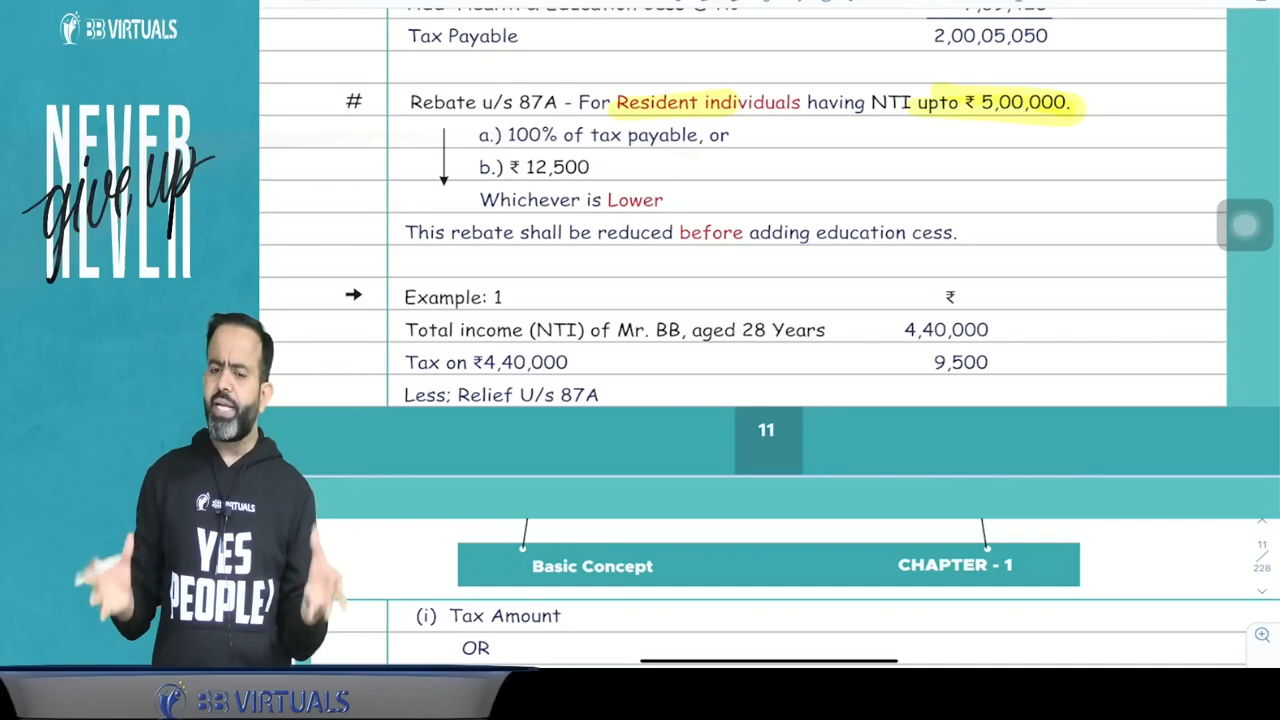 BB VIRTUALS
NEVER
give up
NEVER
Tax Payable 2,00,05,050
# Rebate u/s 87A - For Resident individuals having NTI upto ₹ 5,00,000.
a.) 100% of tax payable, or
b.) ₹ 12,500
Whichever is Lower
This rebate shall be reduced before adding education cess.
➔ Example: 1 ₹
Total income (NTI) of Mr. BB, aged 28 Years 4,40,000
Tax on ₹4,40,000 9,500
Less; Relief U/s 87A
11
Basic Concept CHAPTER - 1
(i) Tax Amount
OR
11
228
BB VIRTUALS
YES
PEOPLE!
BB VIRTUALS